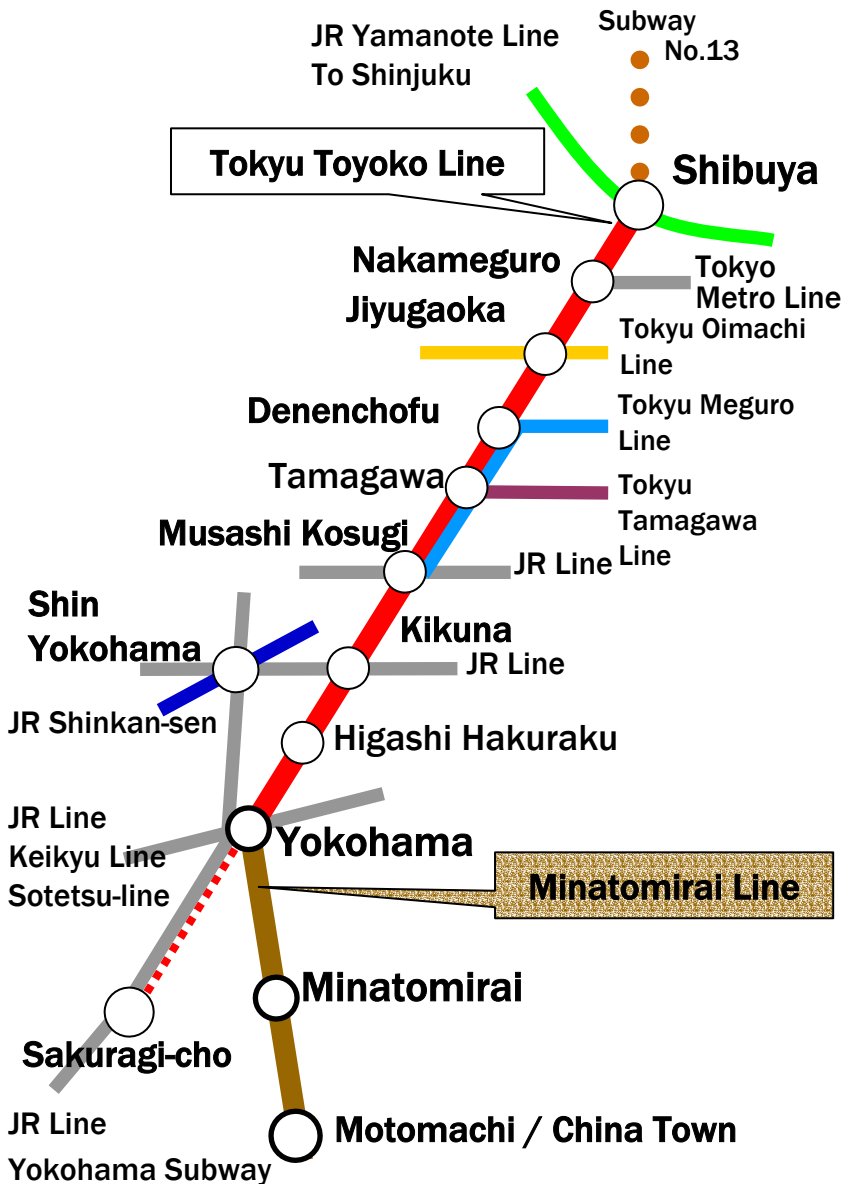 Subway
No.13
JR Yamanote Line
To Shinjuku
Tokyu Toyoko Line
Shibuya
Nakameguro
Tokyo
Metro Line
Jiyugaoka
Tokyu Oimachi
Line
Denenchofu
Tokyu Meguro
Line
Tamagawa
Tokyu
Tamagawa
Line
Musashi Kosugi
JR Line
Shin
Yokohama
Kikuna
JR Line
JR Shinkan-sen
Higashi Hakuraku
JR Line
Keikyu Line
Sotetsu-line
Yokohama
Minatomirai Line
Minatomirai
Sakuragi-cho
Motomachi / China Town
JR Line
Yokohama Subway